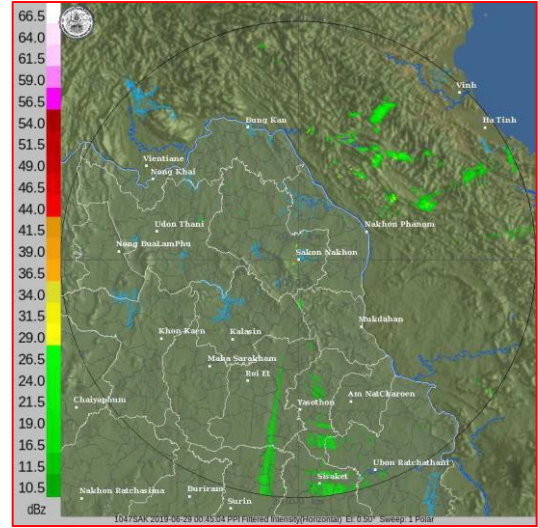 66.5
64.0
61.5
59.0
56.5
54.0
51.5
49.0
46.5
44.0
41.5
39.0
36.5
34.0
31.5
29.0
26.5
24.0
21.5
19.0
16.5
11.5
10.5
dBz
Vinh
Ha Tinh
Bung Kan
Vientiane
Nong Khai
Udon Thani
Nakhon Phanom
Nong BuaLamPhu
Sakon Nakhon
Mukdahan
Khon Kaen
Kalasin
Maha Sarakham
Roi Et
Chaiyaphum
Yasothon
Am NatCharoen
Ubon Ratchathani
Sisaket
Nakhon Ratchasima
Buriram
Surin
1047SAK 2019-06-29 00:45:04 PPI Filtered Intensity(Horizontal) El: 0.50° Sweep: 1 Polar